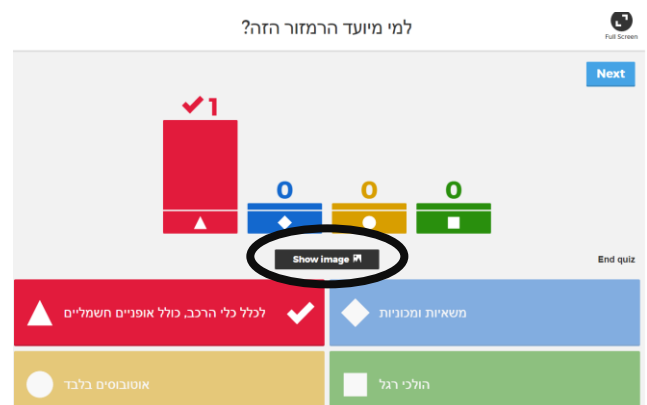 למי מיועד הרמזור הזה?
Full Screen
Next
1
0
0
0
Show image
End quiz
לכלל כלי הרכב, כולל אופניים חשמליים
משאיות ומכוניות
אוטובוסים בלבד
הולכי רגל